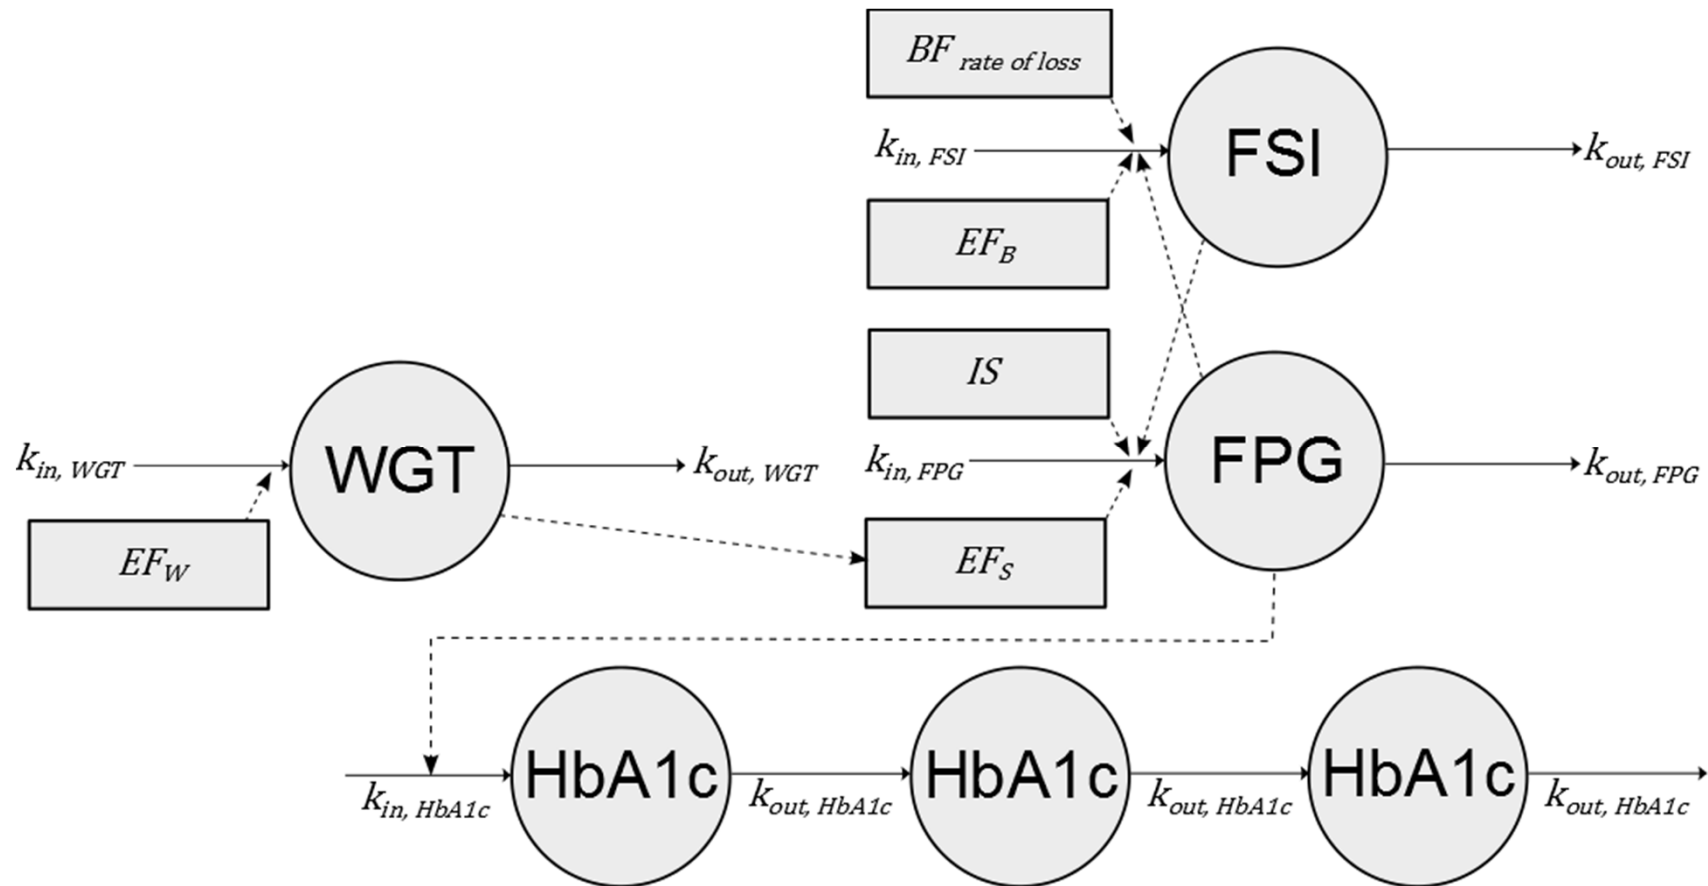 BF rate of loss
k in, FSI
FSI
k out, FSI
EF B
IS
k in, WGT
WGT
k out, WGT
k in, FPG
FPG
k out, FPG
EF W
EF S
k in, HbA1c
HbA1c
k out, HbA1c
HbA1c
k out, HbA1c
HbA1c
k out, HbA1c